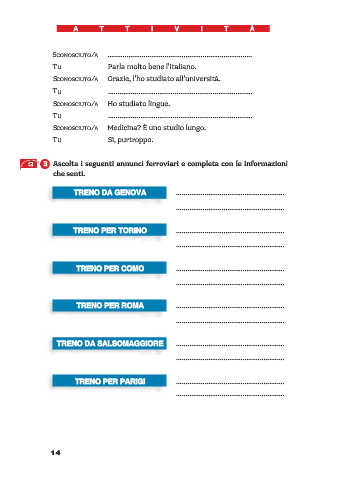 A T T I V I T À
SCONOSCIUTO/A ............................................................
TU Parla molto bene l'italiano.
SCONOSCIUTO/A Grazie, l'ho studiato all'università.
TU ............................................................
SCONOSCIUTO/A Ho studiato lingue.
TU ............................................................
SCONOSCIUTO/A Medicina? È uno studio lungo.
TU Sì, purtroppo.
3 Ascolta i seguenti annunci ferroviari e completa con le informazioni
che senti.
TRENO DA GENOVA
TRENO PER TORINO
TRENO PER COMO
TRENO PER ROMA
TRENO DA SALSOMAGGIORE
TRENO PER PARIGI
14